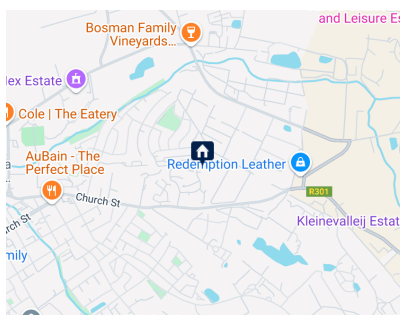 Bosman Family
Vineyards...
and Leisure Es
lex Estate
Cole | The Eatery
AuBain - The
Perfect Place
Redemption Leather
R301
Church St
Kleinevalleij Estat
rch St
mily